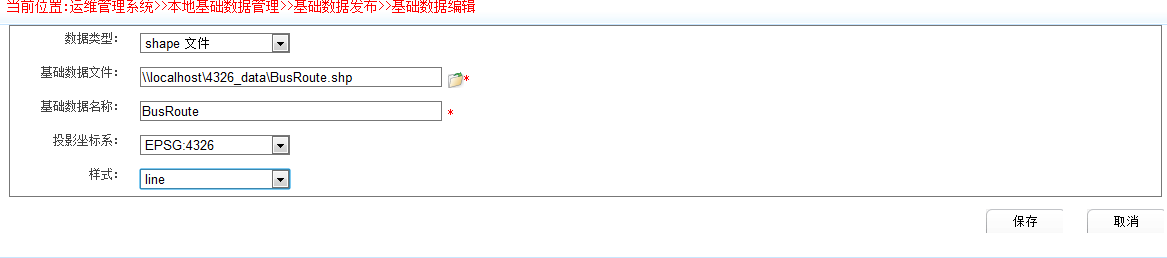 当前位置:运维管理系统>>本地基础数据管理>>基础数据发布>>基础数据编辑
数据类型: shape 文件
基础数据文件: \\localhost\4326_data\BusRoute.shp *
基础数据名称: BusRoute *
投影坐标系: EPSG:4326
样式: line
保存 取消